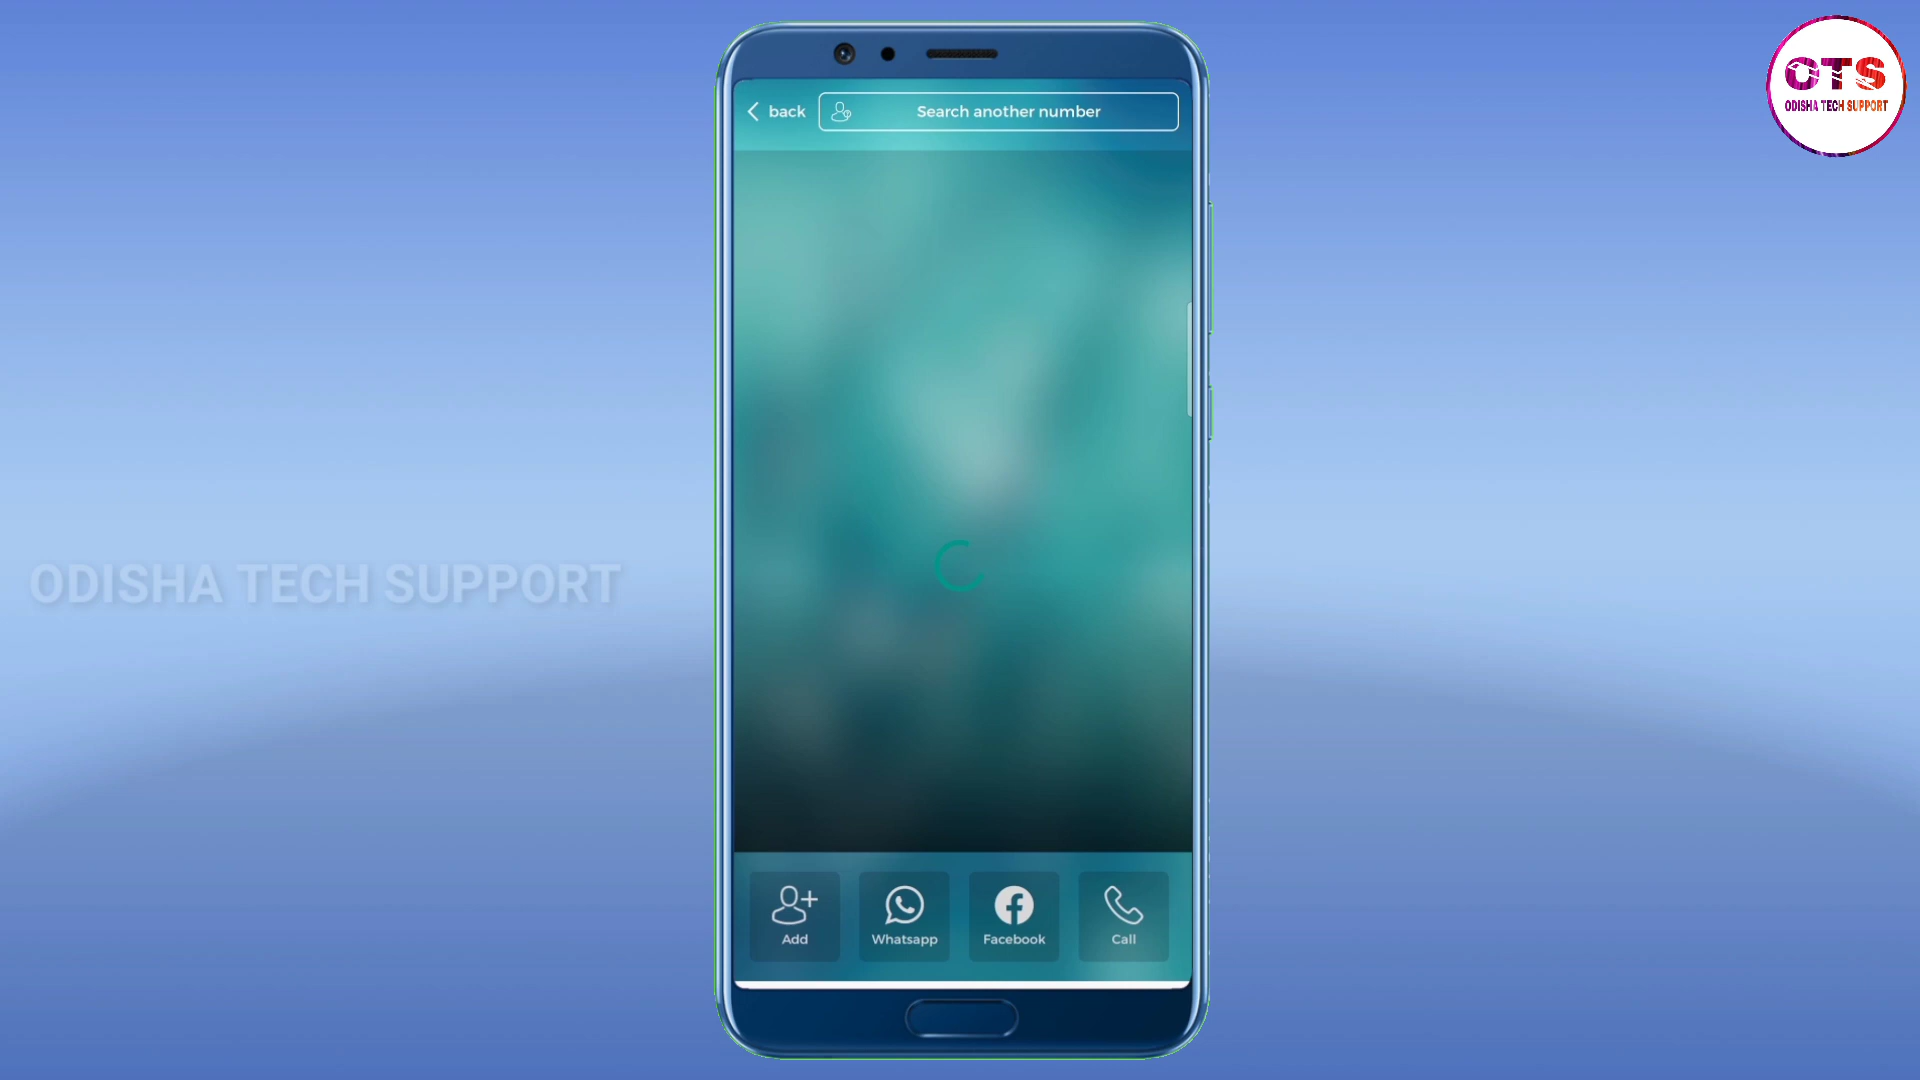 back
Search another number
OTS
ODISHA TECH SUPPORT
ODISHA TECH SUPPORT
Add
Whatsapp
Facebook
Call